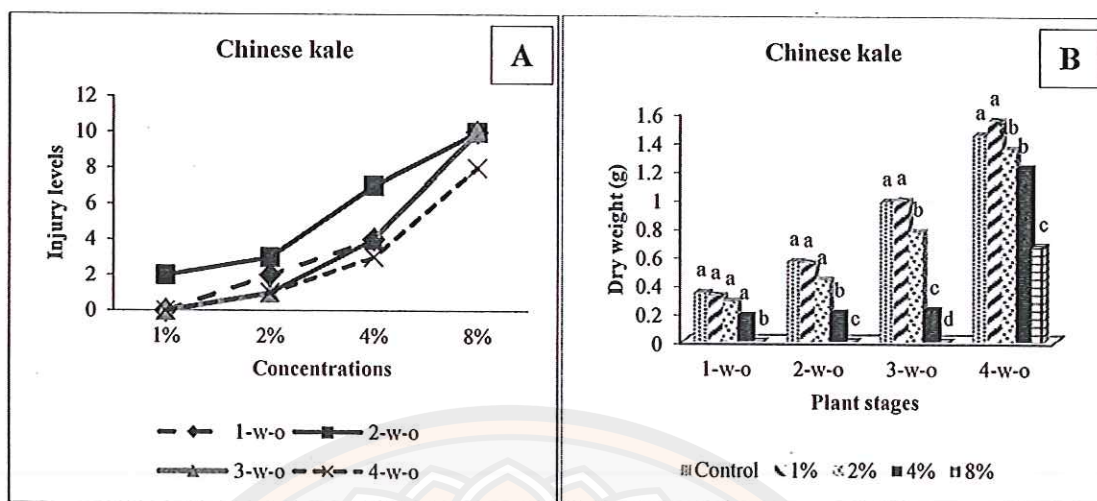 Chinese kale
A
12
10
8
6
4
2
0
Injury levels
1% 2% 4% 8%
Concentrations
1-w-o 2-w-o
3-w-o 4-w-o
Chinese kale
B
1.6
1.4
1.2
1
0.8
0.6
0.4
0.2
0
Dry weight (g)
a a a a b
a a a b c
a a b c d
a a b c
1-w-o 2-w-o 3-w-o 4-w-o
Plant stages
Control 1% 2% 4% 8%